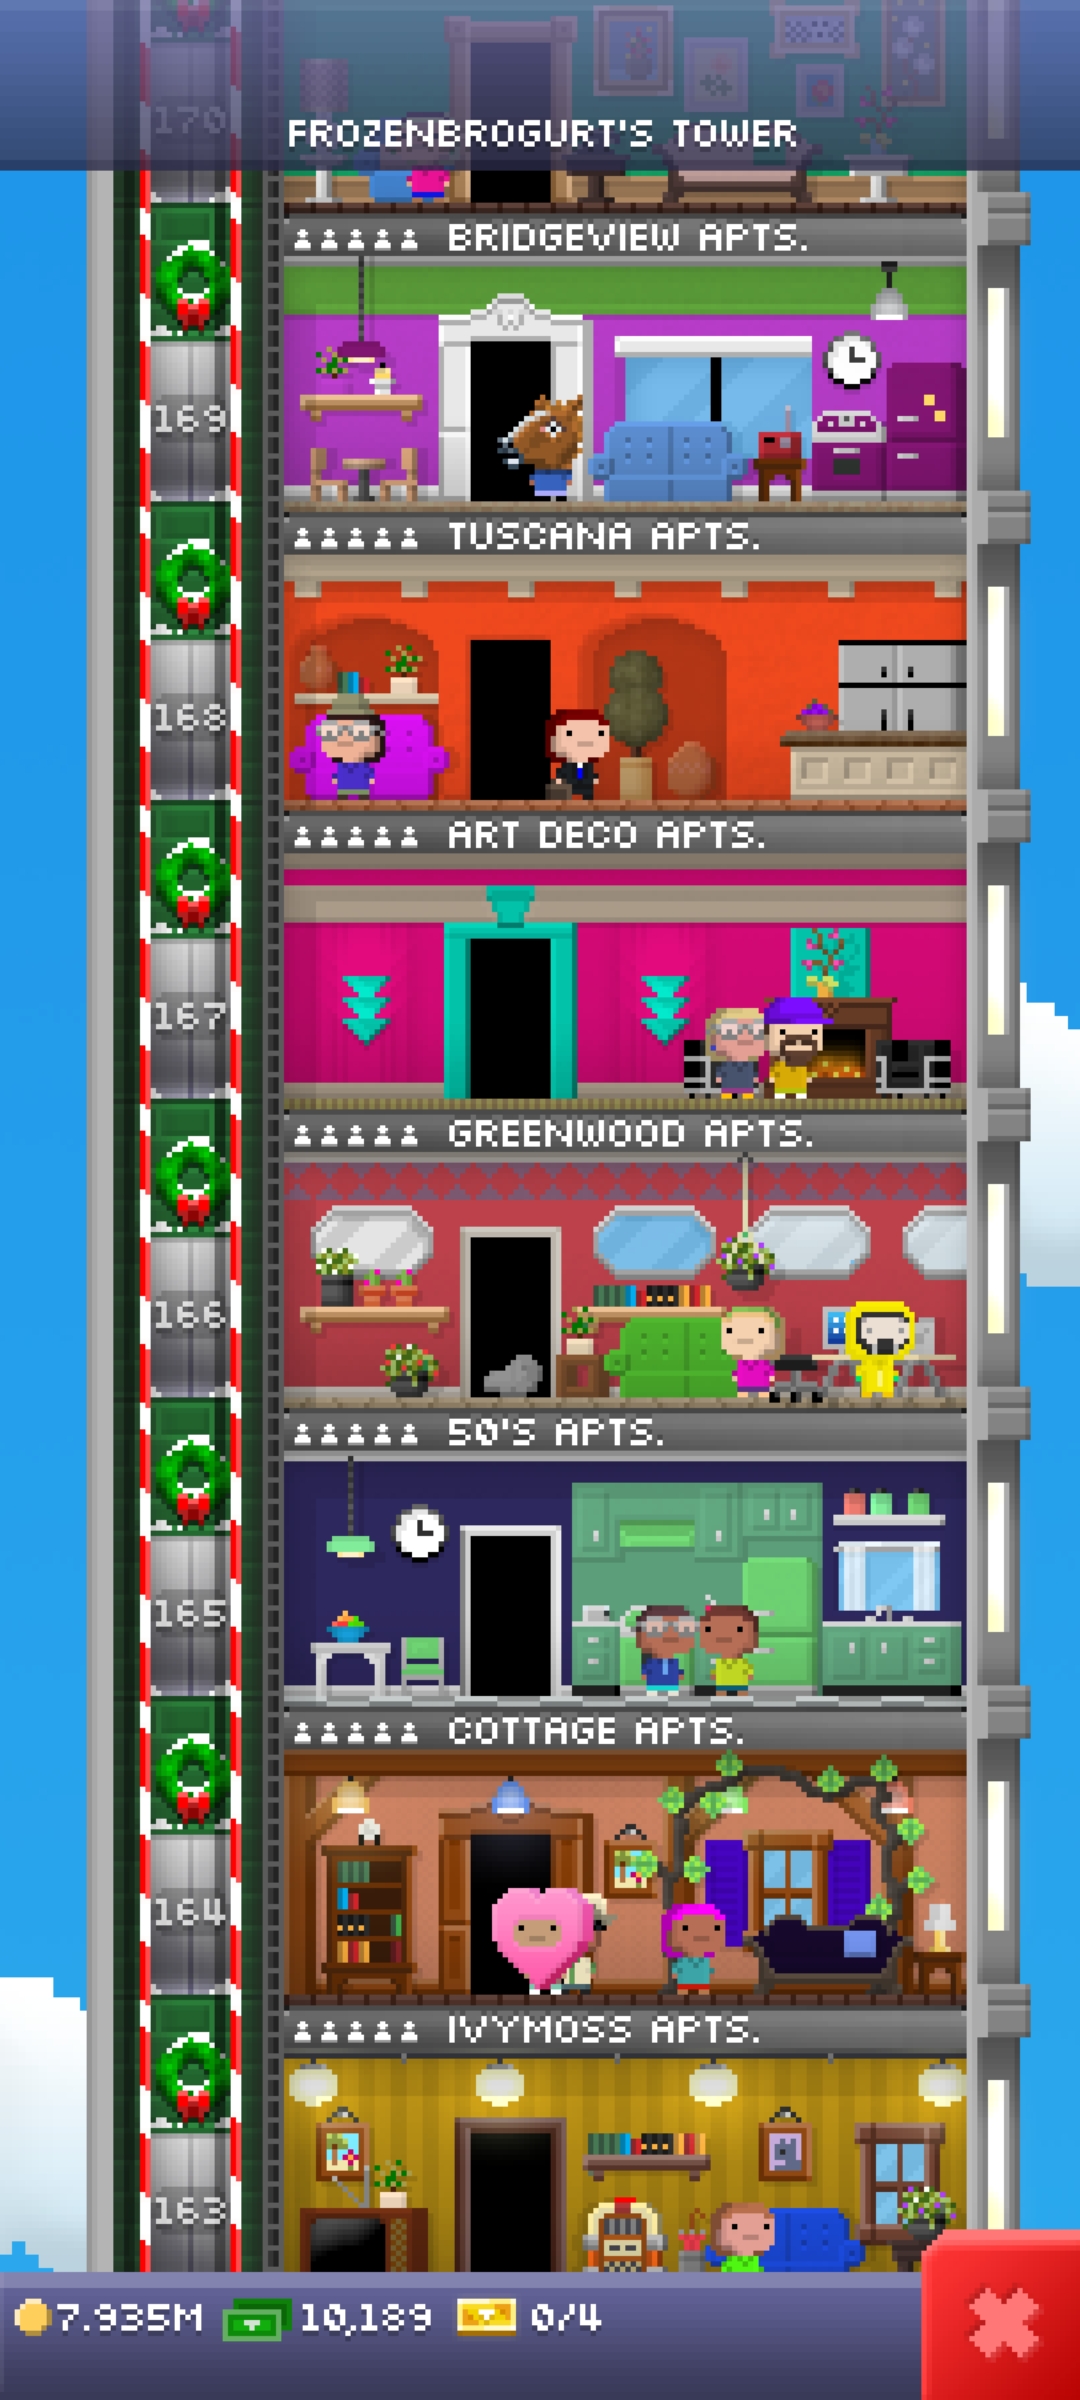 170
FROZENBROGURT'S TOWER
BRIDGEVIEW APTS.
169
TUSCANA APTS.
168
ART DECO APTS.
167
GREENWOOD APTS.
166
50'S APTS.
165
COTTAGE APTS.
164
IVYMOSS APTS.
163
7.935M 10,189 0/4